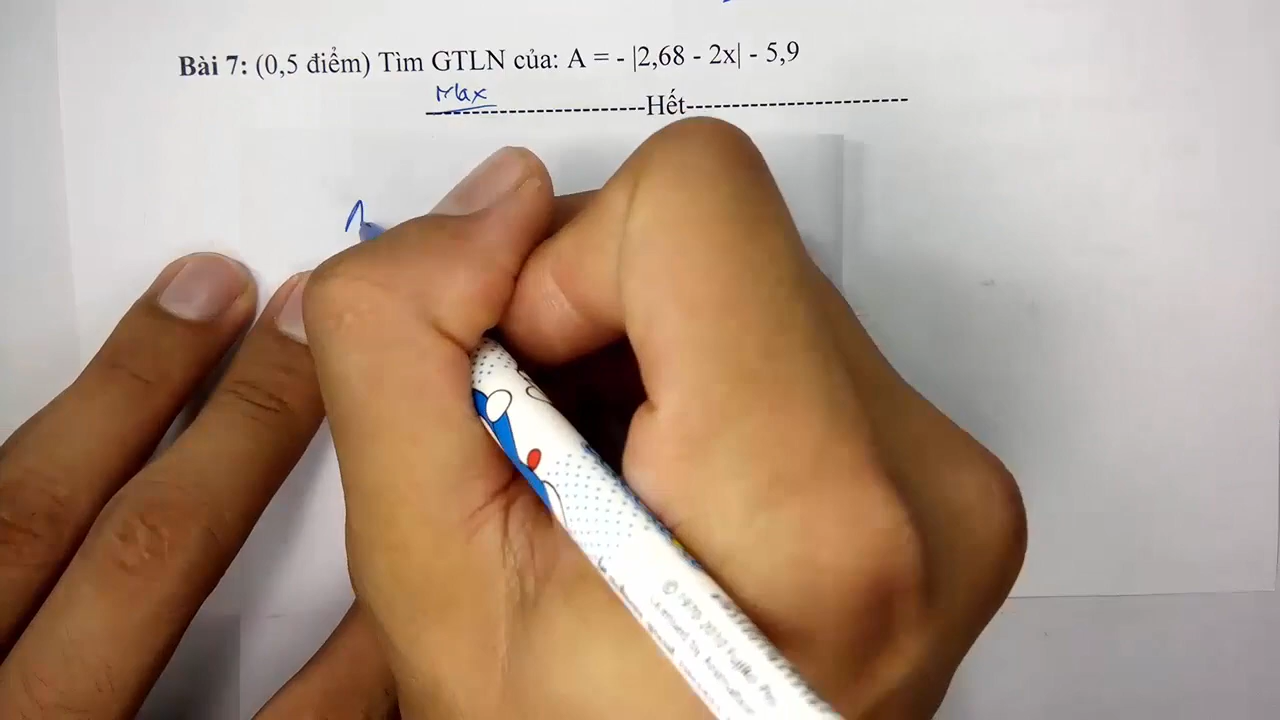 Bài 7: (0,5 điểm) Tìm GTLN của: A = - |2,68 - 2x| - 5,9
Max
-----------------------Hết------------------------